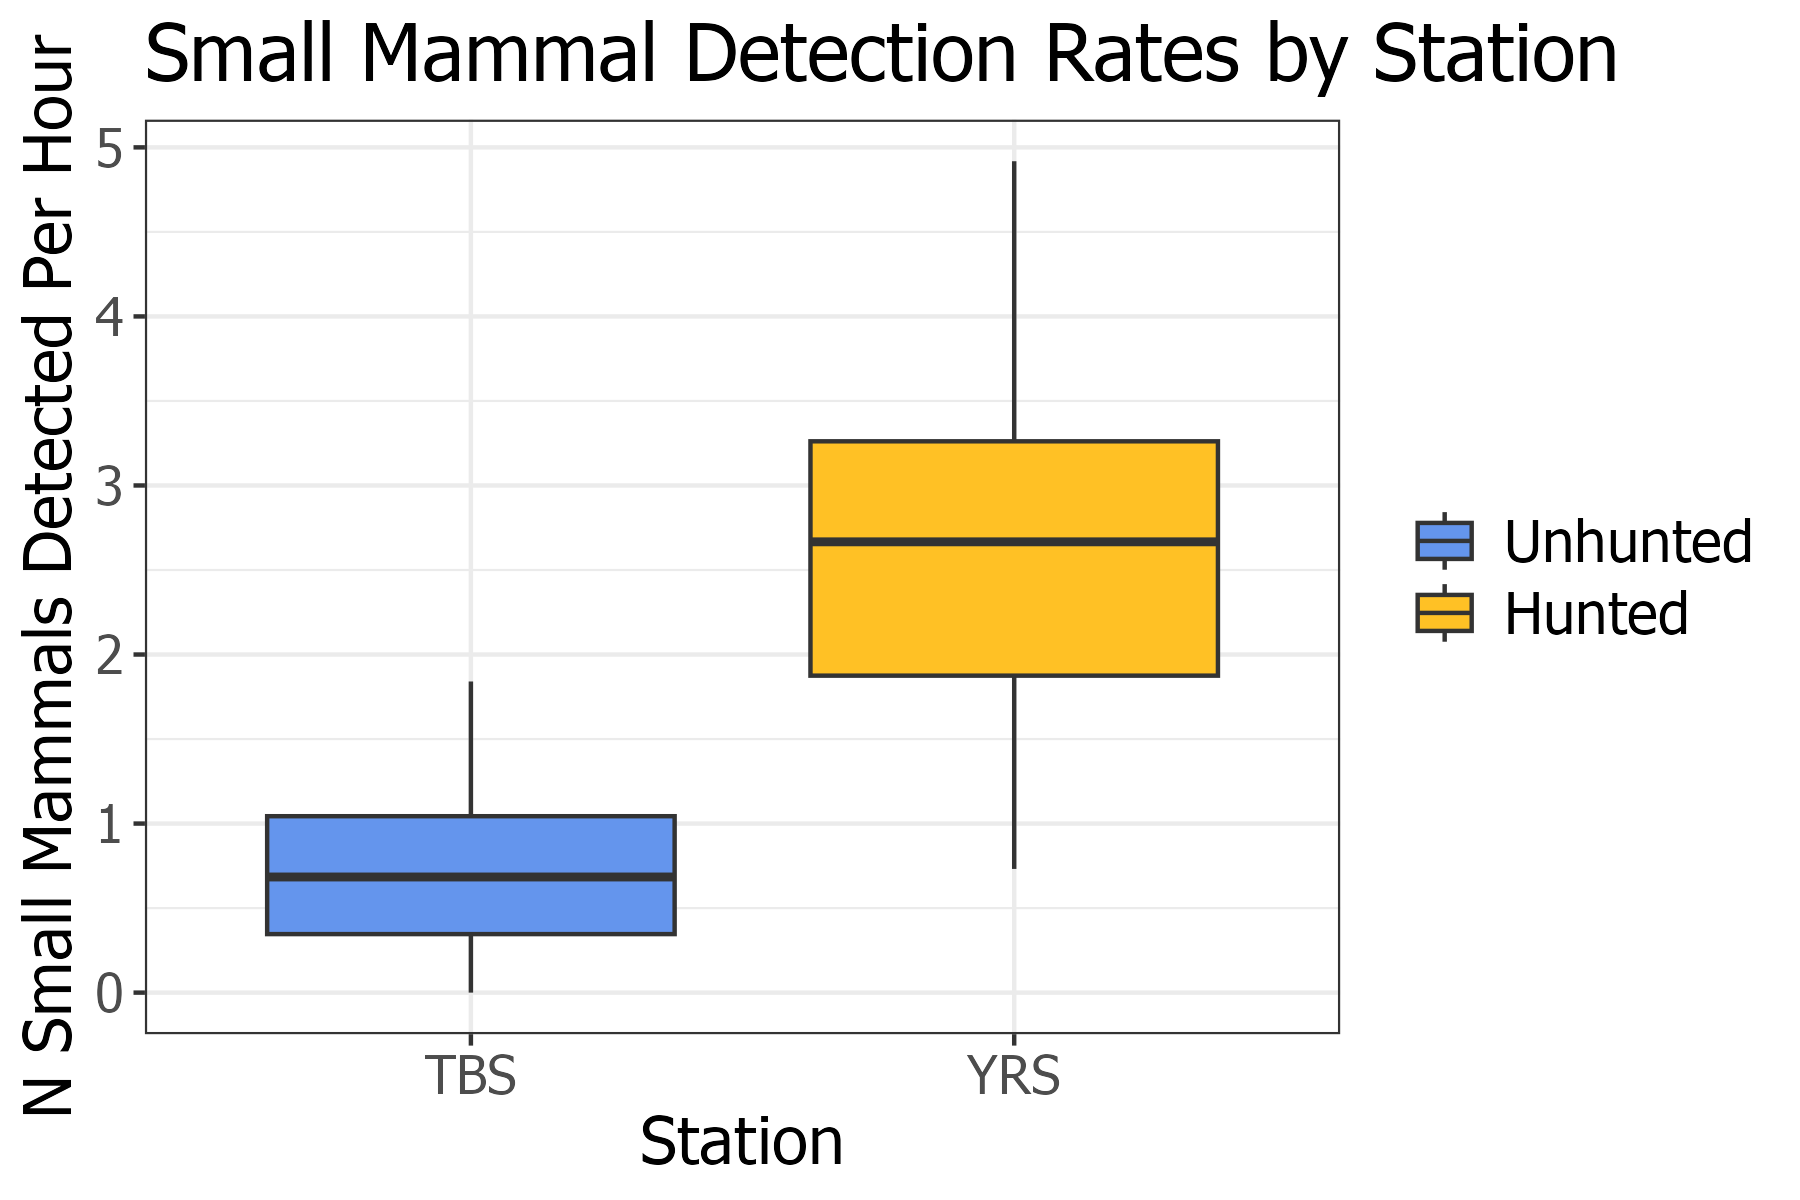 Small Mammal Detection Rates by Station
N Small Mammals Detected Per Hour
5
4
3
2
1
0
TBS
YRS
Station
Unhunted
Hunted